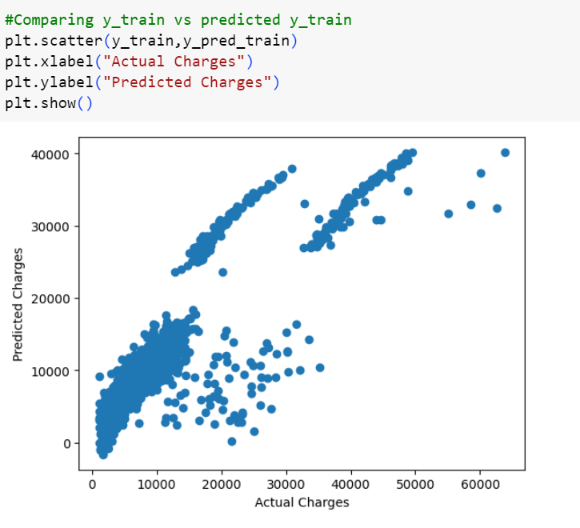 #Comparing y_train vs predicted y_train
plt.scatter(y_train,y_pred_train)
plt.xlabel("Actual Charges")
plt.ylabel("Predicted Charges")
plt.show()
40000
30000
20000
10000
0
Predicted Charges
0 10000 20000 30000 40000 50000 60000
Actual Charges